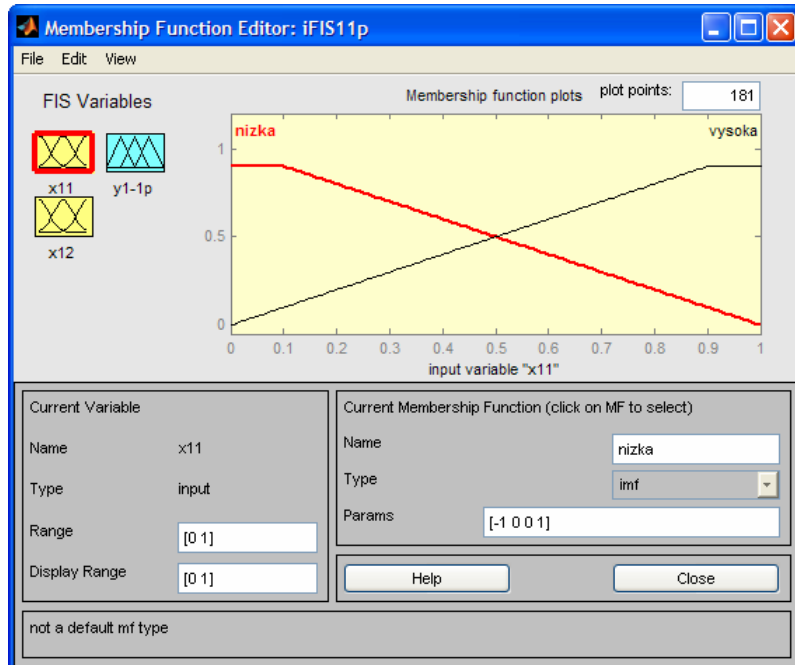 Membership Function Editor: iFIS11p
File Edit View
FIS Variables
x11
y1-1p
x12
Membership function plots
plot points:
181
nizka
vysoka
1
0.5
0
0 0.1 0.2 0.3 0.4 0.5 0.6 0.7 0.8 0.9 1
input variable "x11"
Current Variable
Name x11
Type input
Range [0 1]
Display Range [0 1]
Current Membership Function (click on MF to select)
Name nizka
Type imf
Params [-1 0 0 1]
Help Close
not a default mf type